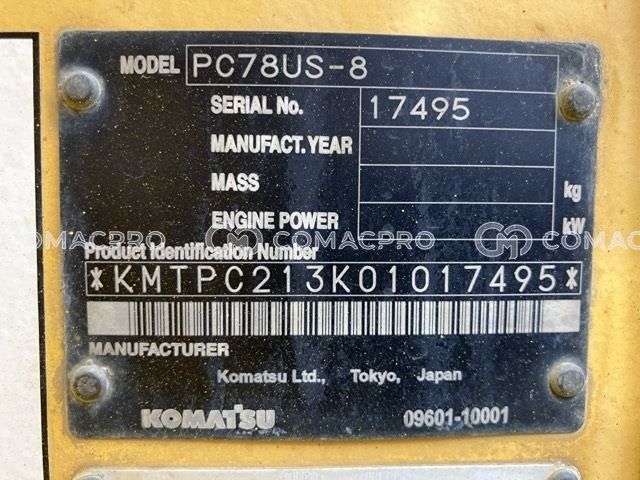 MODEL PC78US-8
SERIAL No. 17495
MANUFACT.YEAR
MASS kg
ENGINE POWER kW
COMACPRO COMACPRO COMACPRO
Product Identification Number
*KMTPC213K01017495*
MANUFACTURER
Komatsu Ltd., Tokyo, Japan
KOMATSU 09601-10001